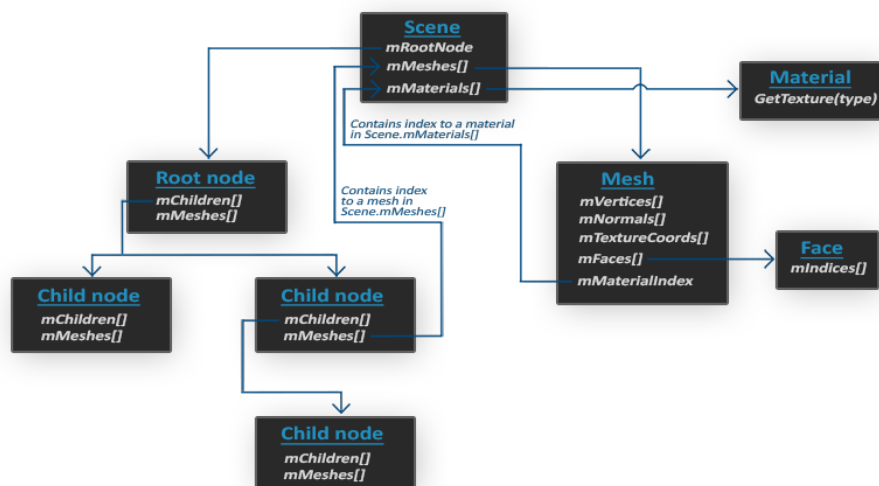 Scene
mRootNode
mMeshes[]
mMaterials[]
Material
GetTexture(type)
Contains index to a material
in Scene.mMaterials[]
Root node
mChildren[]
mMeshes[]
Contains index
to a mesh in
Scene.mMeshes[]
Mesh
mVertices[]
mNormals[]
mTextureCoords[]
mFaces[]
mMaterialIndex
Face
mIndices[]
Child node
mChildren[]
mMeshes[]
Child node
mChildren[]
mMeshes[]
Child node
mChildren[]
mMeshes[]